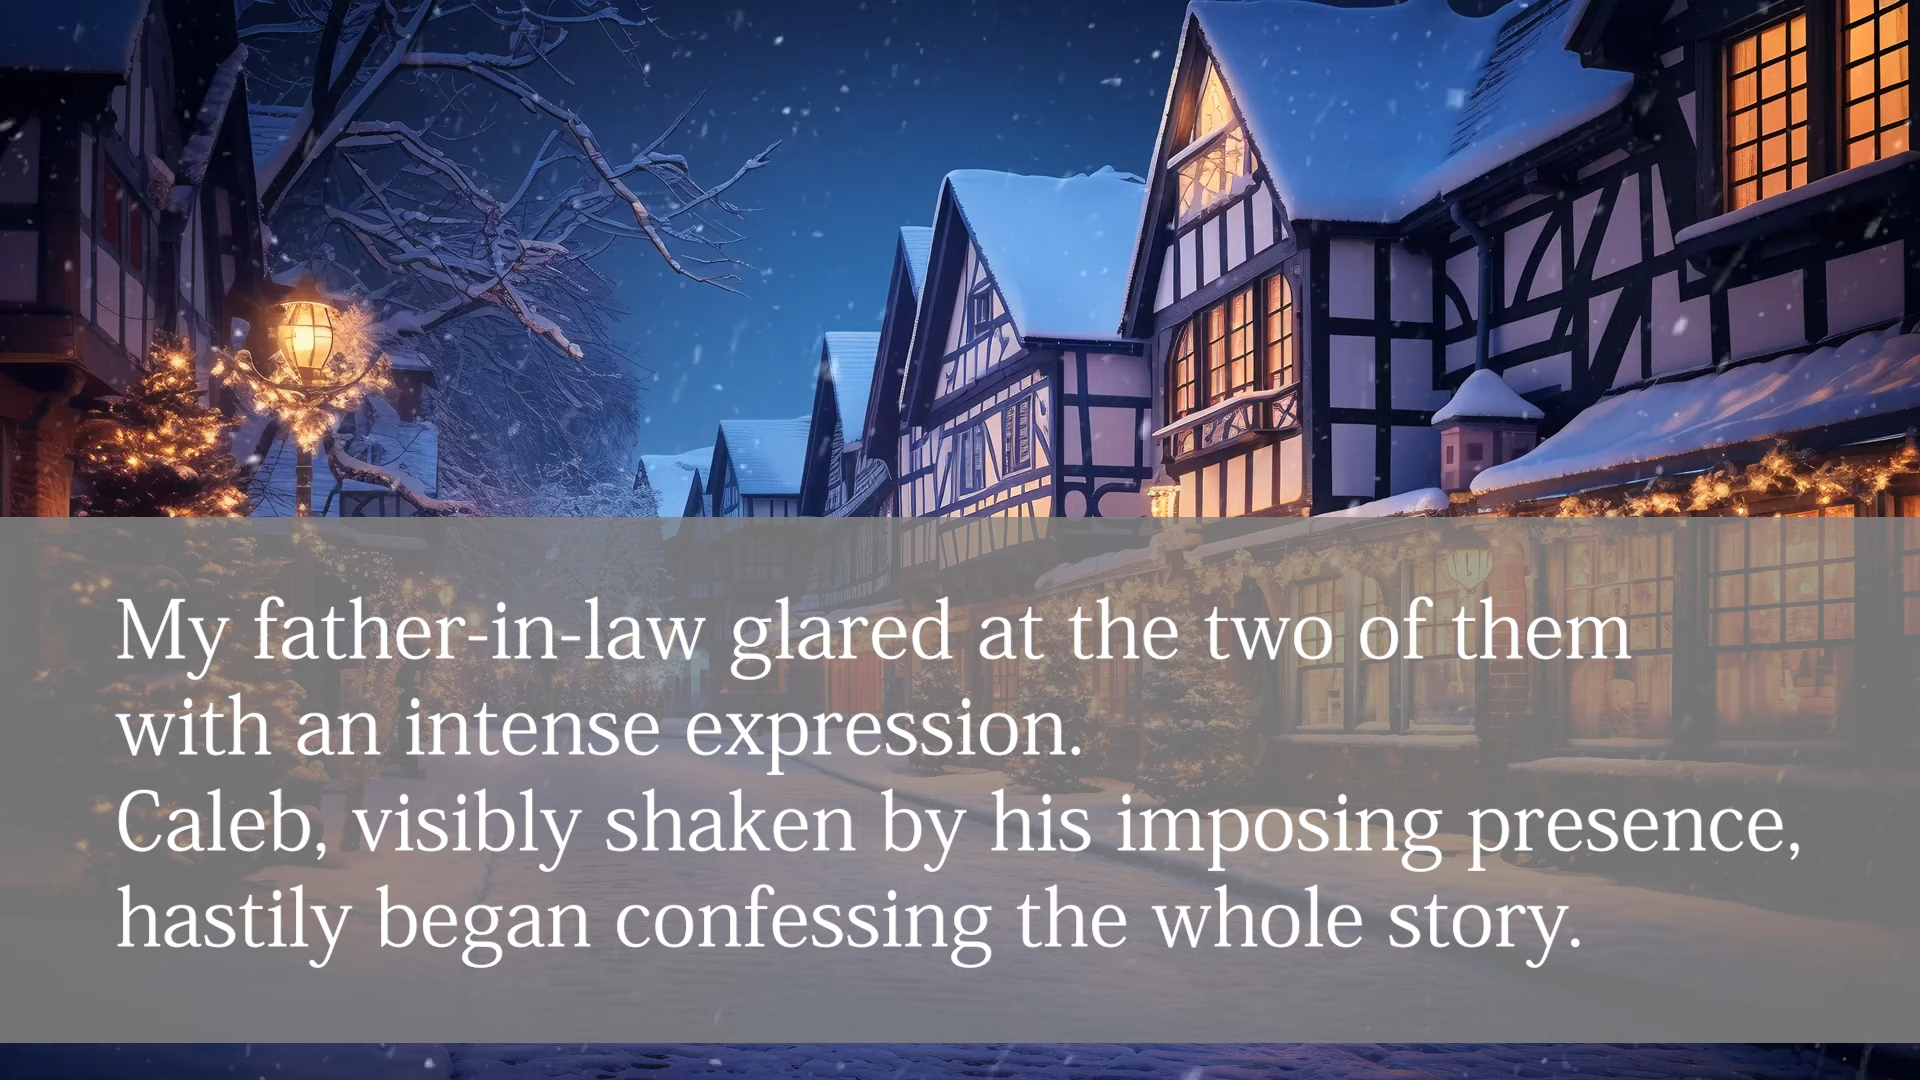 My father-in-law glared at the two of them
with an intense expression.
Caleb, visibly shaken by his imposing presence,
hastily began confessing the whole story.